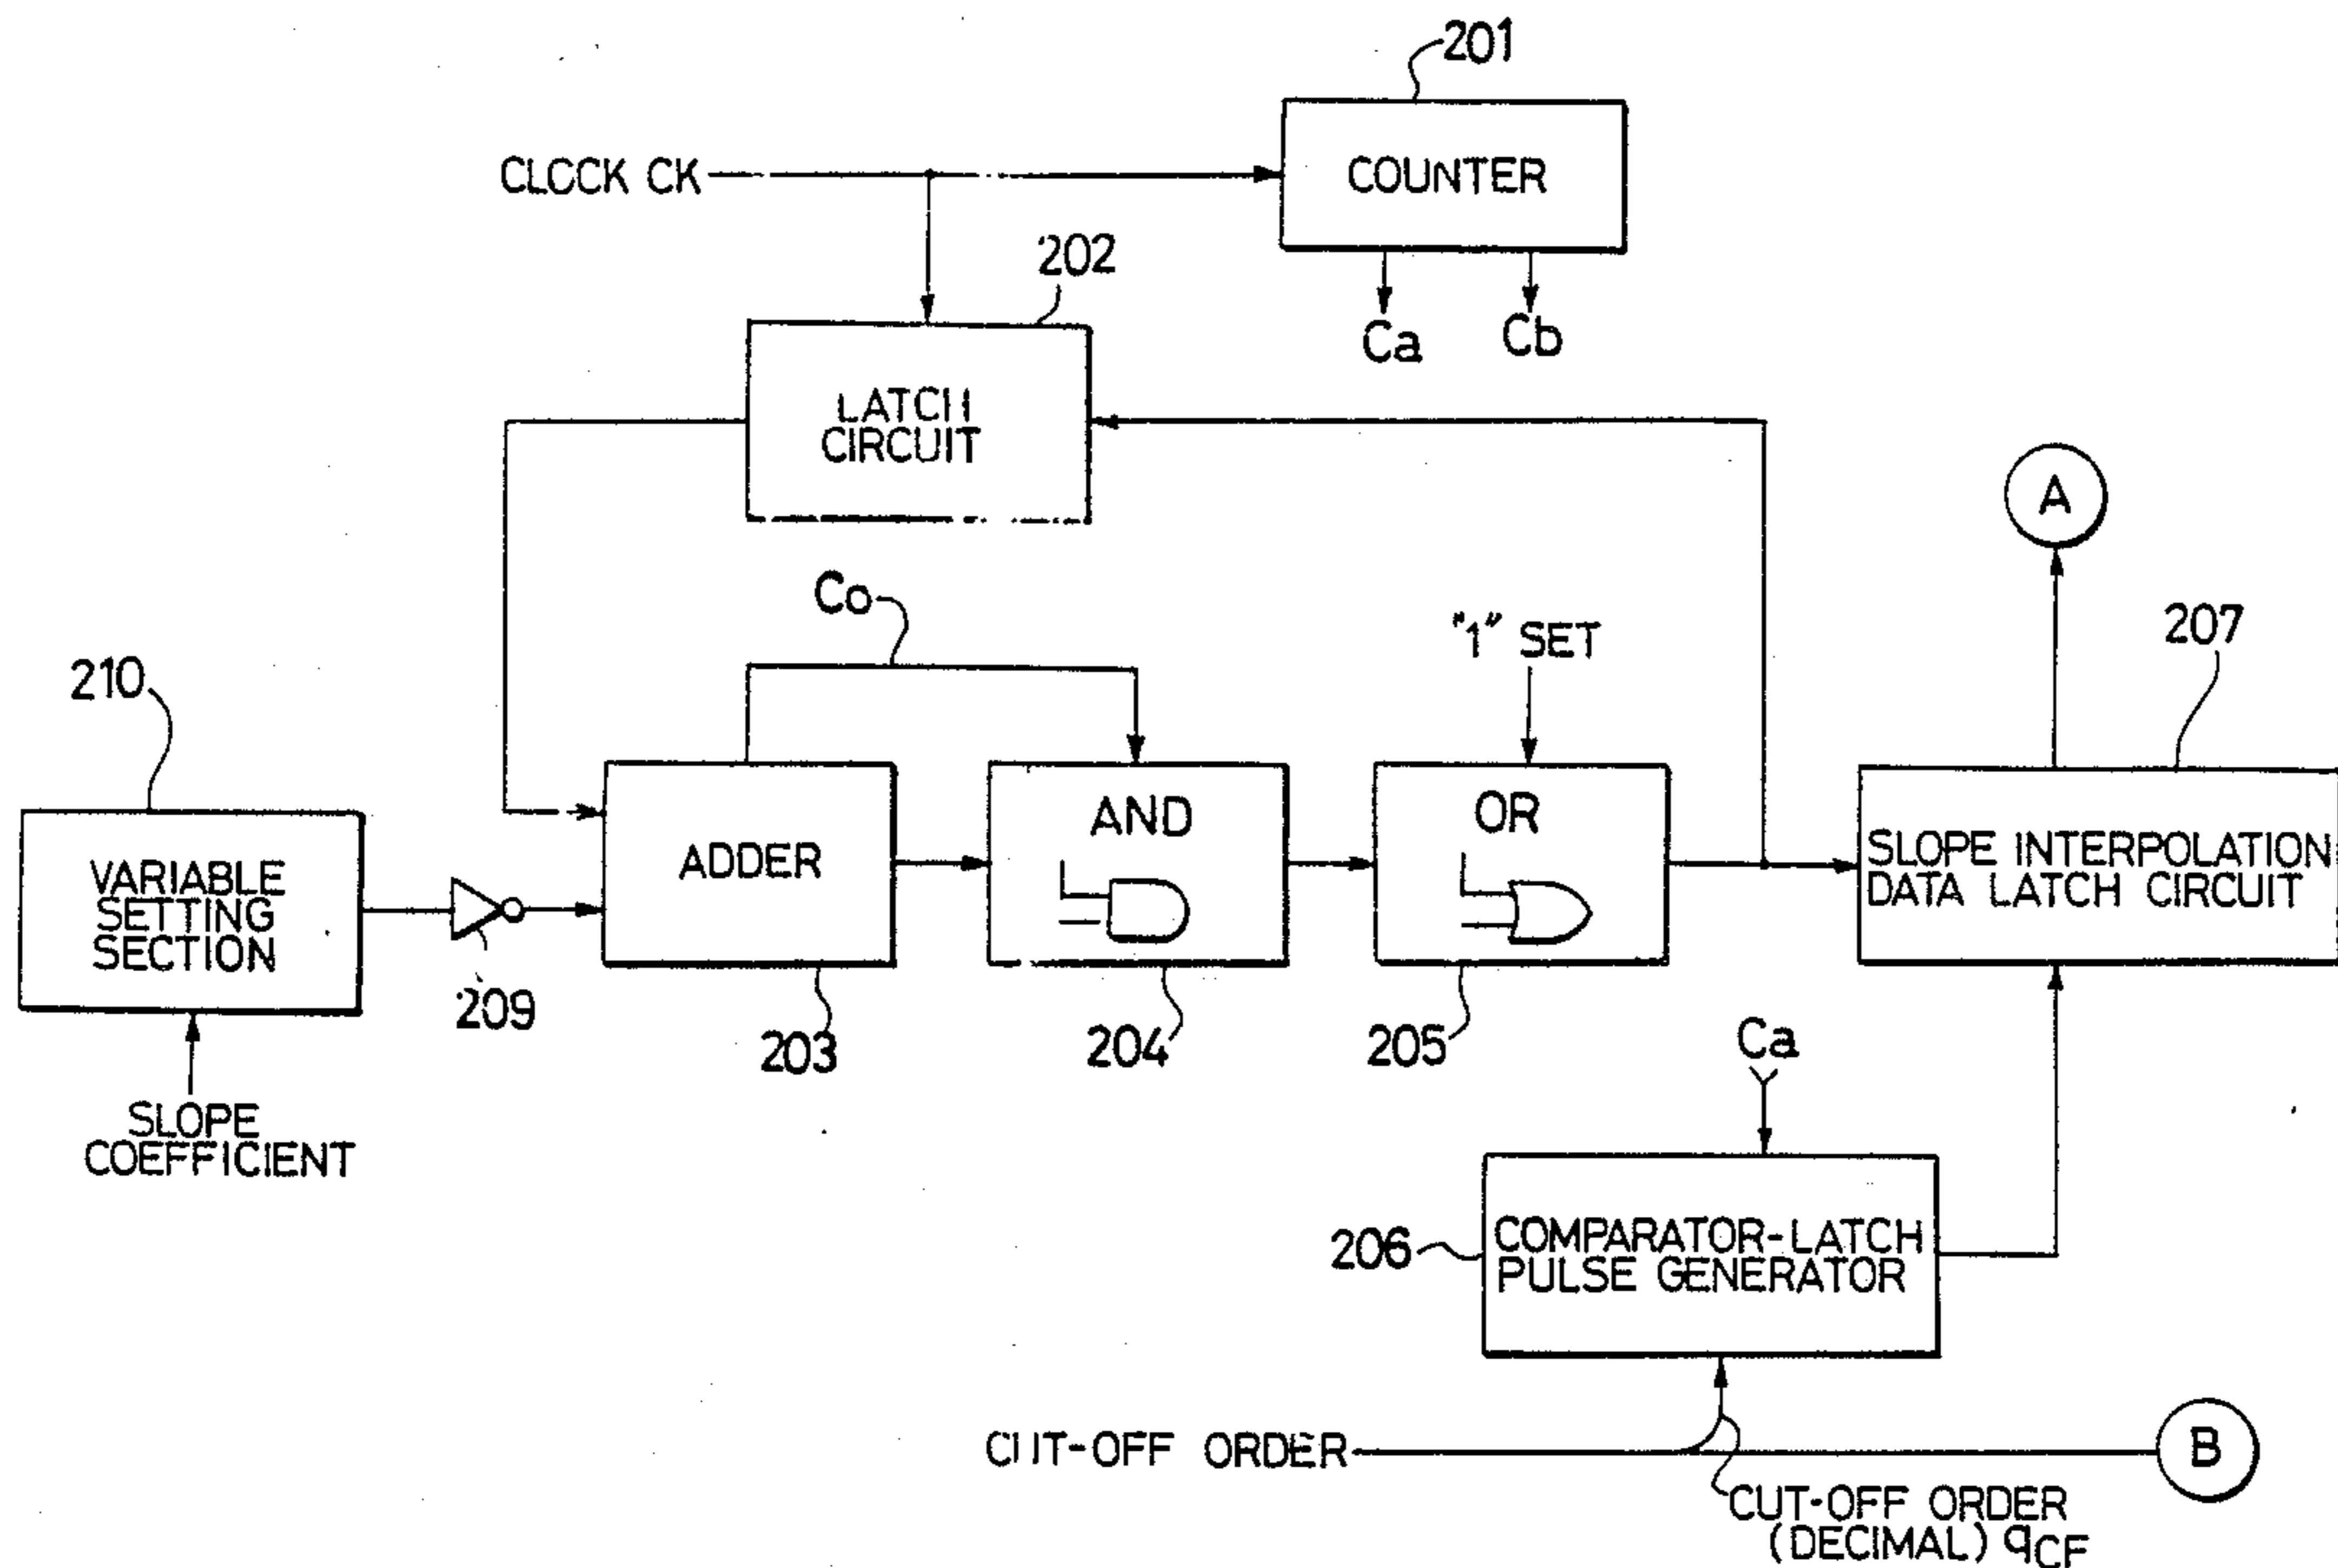 201
CLOCK CK
COUNTER
202
Ca
Cb
LATCH
CIRCUIT
A
Co
"1" SET
207
210
VARIABLE
SETTING
SECTION
ADDER
AND
OR
SLOPE INTERPOLATION
DATA LATCH CIRCUIT
209
203
204
205
Ca
SLOPE
COEFFICIENT
206
COMPARATOR-LATCH
PULSE GENERATOR
CUT-OFF ORDER
B
CUT-OFF ORDER
(DECIMAL) qCF